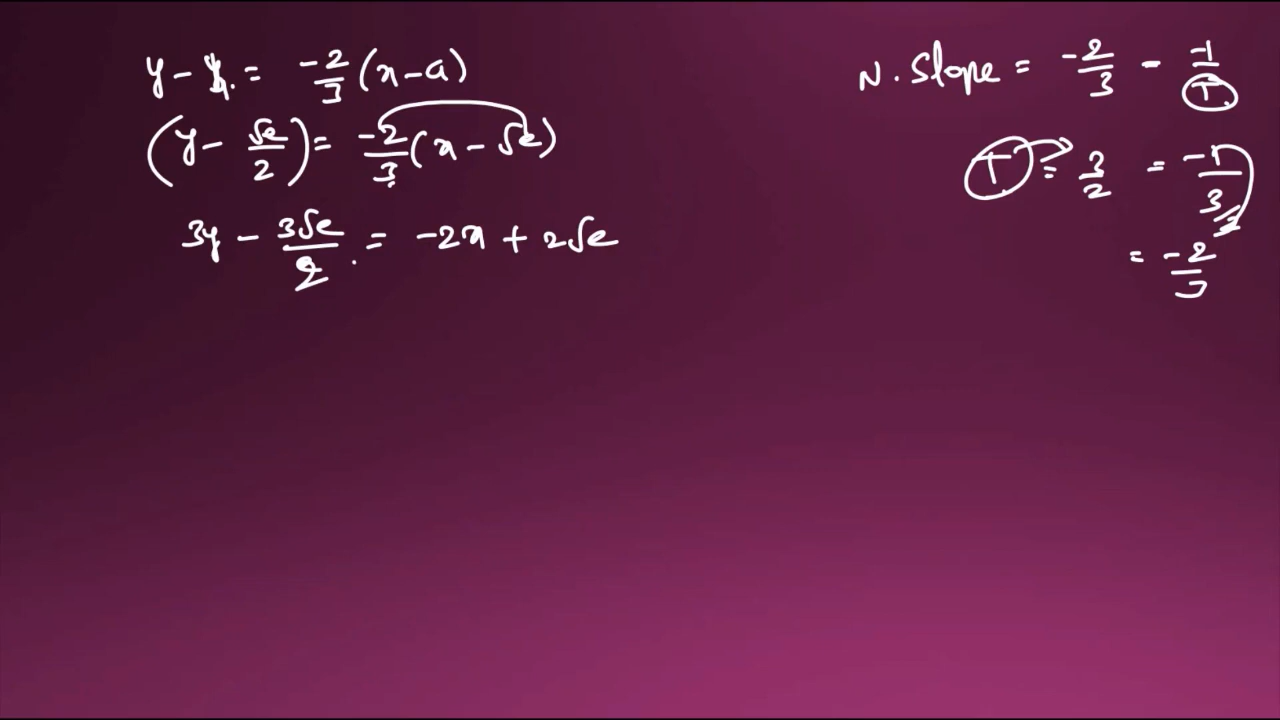 y - y₁ = -2/3 (x - a)
(y - √e/2) = -2/3 (x - √e)
3y - 3√e/2 = -2x + 2√e
N. Slope = -2/3 - -1/T
T = 3/2 = -1/3/2
= -2/3